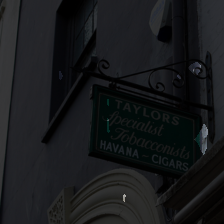 TAYLORS
Specialist
Tobacconists
HAVANA - CIGARS